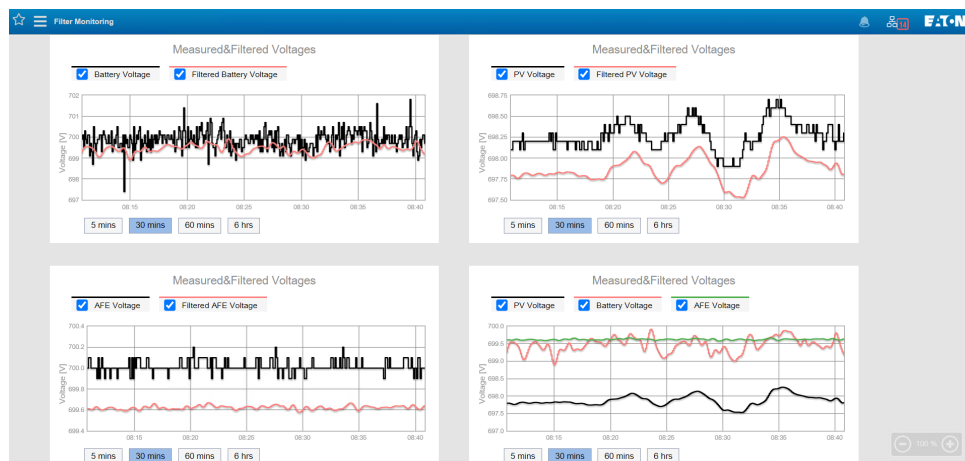 Filter Monitoring
14
EATON
Measured&Filtered Voltages
Battery Voltage Filtered Battery Voltage
702
701
700
699
698
697
Voltage [V]
08:15 08:20 08:25 08:30 08:35 08:40
5 mins 30 mins 60 mins 6 hrs
Measured&Filtered Voltages
PV Voltage Filtered PV Voltage
698.75
698.50
698.25
698.00
697.75
697.50
Voltage [V]
08:15 08:20 08:25 08:30 08:35 08:40
5 mins 30 mins 60 mins 6 hrs
Measured&Filtered Voltages
AFE Voltage Filtered AFE Voltage
700.4
700.2
700.0
699.8
699.6
699.4
Voltage [V]
08:15 08:20 08:25 08:30 08:35 08:40
5 mins 30 mins 60 mins 6 hrs
Measured&Filtered Voltages
PV Voltage Battery Voltage AFE Voltage
700.0
699.5
699.0
698.5
698.0
697.5
697.0
Voltage [V]
08:15 08:20 08:25 08:30 08:35 08:40
5 mins 30 mins 60 mins 6 hrs
100 %